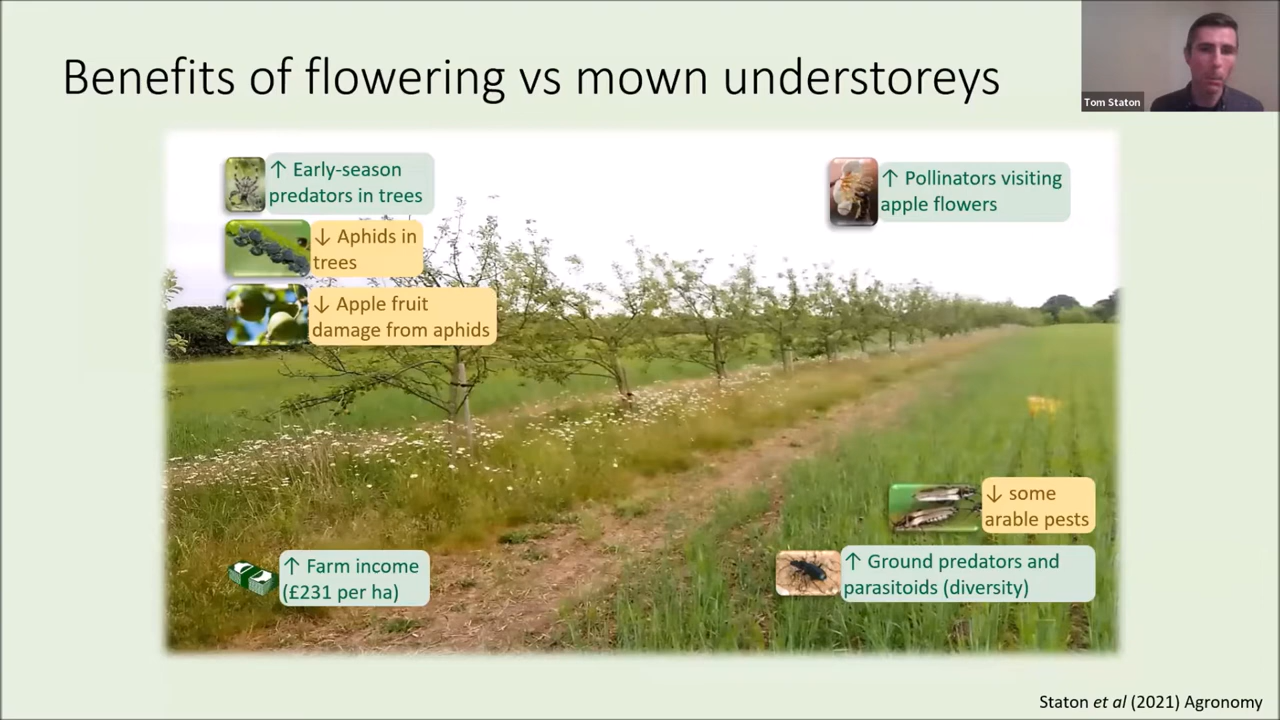 Benefits of flowering vs mown understoreys
Tom Staton
↑ Early-season
predators in trees
↓ Aphids in
trees
↓ Apple fruit
damage from aphids
↑ Pollinators visiting
apple flowers
↓ some
arable pests
↑ Farm income
(£231 per ha)
↑ Ground predators and
parasitoids (diversity)
Staton et al (2021) Agronomy